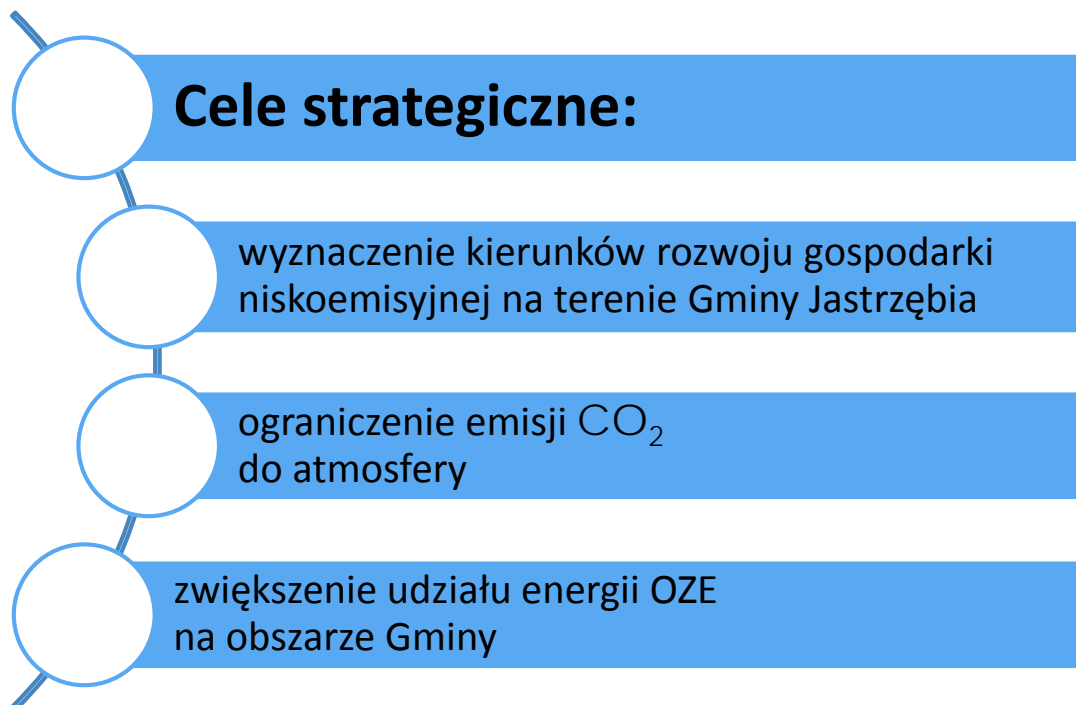 Cele strategiczne:
wyznaczenie kierunków rozwoju gospodarki
niskoemisyjnej na terenie Gminy Jastrzębia
ograniczenie emisji CO₂
do atmosfery
zwiększenie udziału energii OZE
na obszarze Gminy